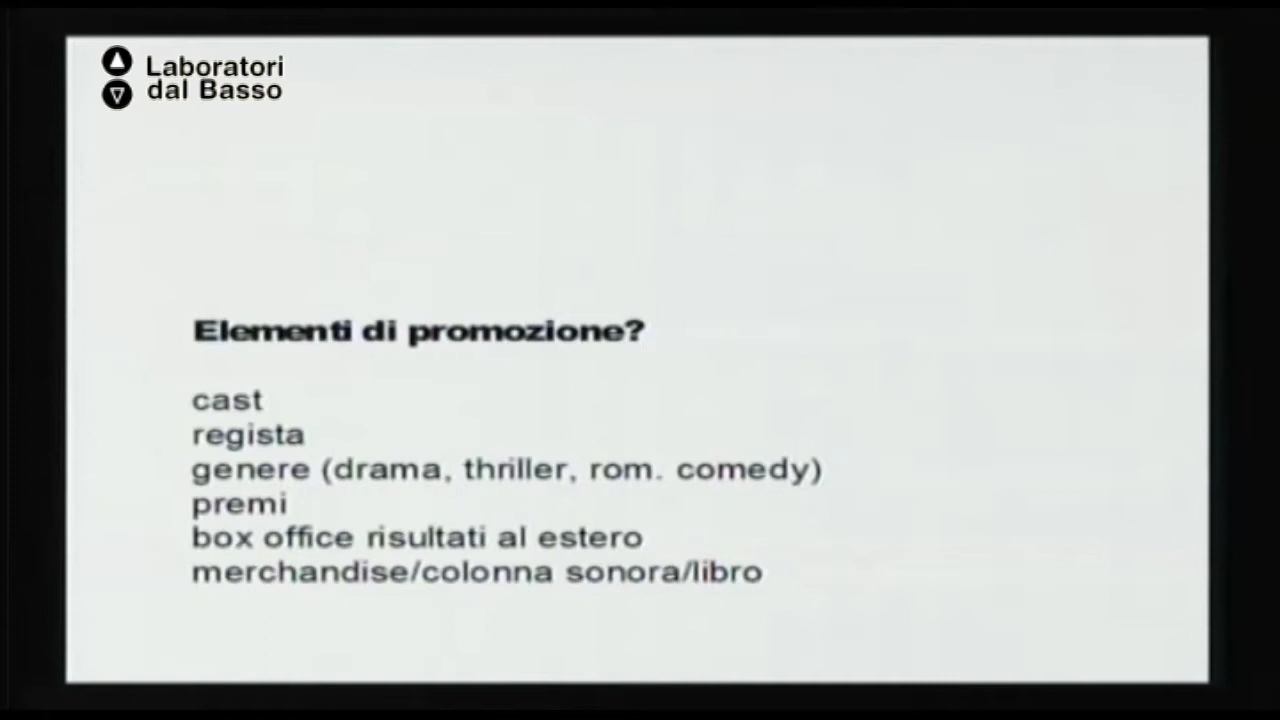 Laboratori
dal Basso
Elementi di promozione?
cast
regista
genere (drama, thriller, rom. comedy)
premi
box office risultati al estero
merchandise/colonna sonora/libro